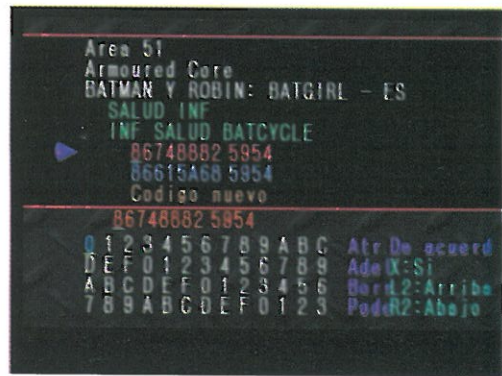 Area 51
Armoured Core
BATMAN Y ROBIN: BATGIRL - ES
SALUD INF
INF SALUD BATCYCLE
86748882 5954
86615A68 5954
Codigo nuevo
86748882 5954
0 1 2 3 4 5 6 7 8 9 A B C Atr De acuerd
D E F 0 1 2 3 4 5 6 7 8 9 Ade X:Si
A B C D E F 0 1 2 3 4 5 6 Borr L2:Arriba
7 8 9 A B C D E F 0 1 2 3 Pode R2:Abajo